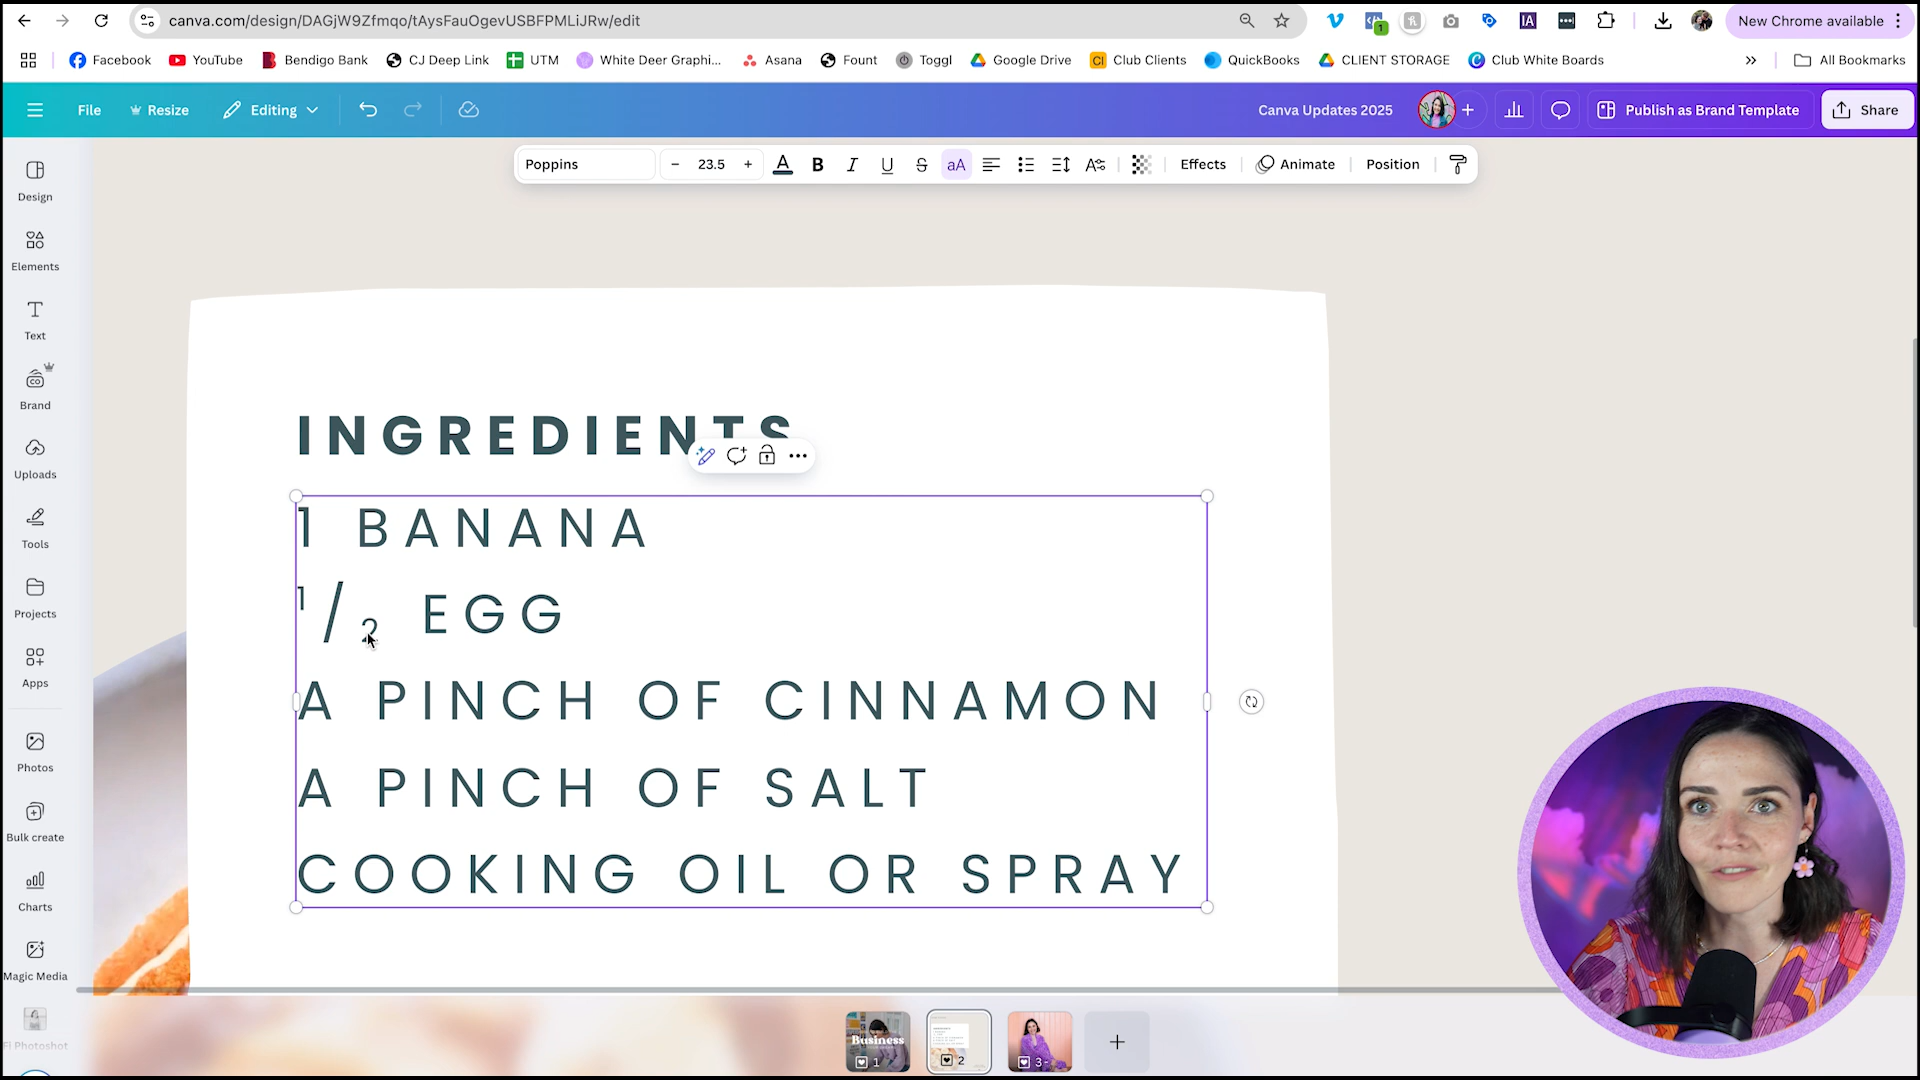 canva.com/design/DAGjW9Zfmqo/tAysFauOgevUSBFPMLiJRw/edit
New Chrome available
Facebook YouTube Bendigo Bank CJ Deep Link UTM White Deer Graphi... Asana Fount Toggl Google Drive Club Clients QuickBooks CLIENT STORAGE Club White Boards All Bookmarks
File Resize Editing Canva Updates 2025 Publish as Brand Template Share
Poppins 23.5 B I U S aA Effects Animate Position
Design
Elements
Text
Brand
Uploads
Tools
Projects
Apps
Photos
Bulk create
Charts
Magic Media
INGREDIENTS
1 BANANA
1/2 EGG
A PINCH OF CINNAMON
A PINCH OF SALT
COOKING OIL OR SPRAY
Business
1
2
3